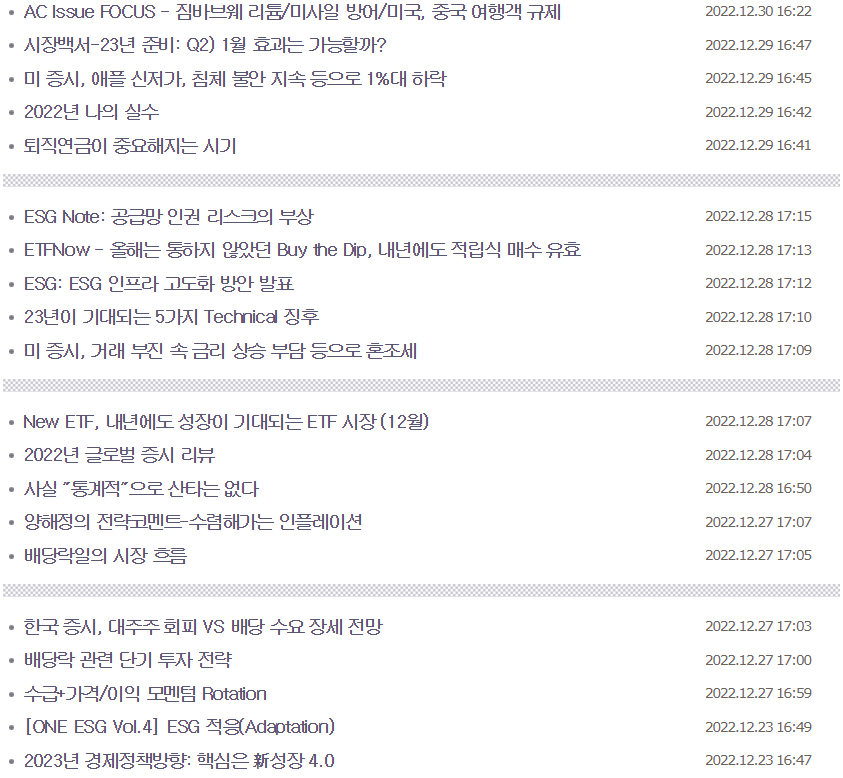 AC Issue FOCUS - 짐바브웨 리튬/미사일 방어/미국, 중국 여행객 규제 2022.12.30 16:22
시장백서-23년 준비: Q2) 1월 효과는 가능할까? 2022.12.29 16:47
미 증시, 애플 신저가, 침체 불안 지속 등으로 1%대 하락 2022.12.29 16:45
2022년 나의 실수 2022.12.29 16:42
퇴직연금이 중요해지는 시기 2022.12.29 16:41
ESG Note: 공급망 인권 리스크의 부상 2022.12.28 17:15
ETFNow - 올해는 통하지 않았던 Buy the Dip, 내년에도 적립식 매수 유효 2022.12.28 17:13
ESG: ESG 인프라 고도화 방안 발표 2022.12.28 17:12
23년이 기대되는 5가지 Technical 징후 2022.12.28 17:10
미 증시, 거래 부진 속 금리 상승 부담 등으로 혼조세 2022.12.28 17:09
New ETF, 내년에도 성장이 기대되는 ETF 시장 (12월) 2022.12.28 17:07
2022년 글로벌 증시 리뷰 2022.12.28 17:04
사실 "통계적"으로 산타는 없다 2022.12.28 16:50
양해정의 전략코멘트-수렴해가는 인플레이션 2022.12.27 17:07
배당락일의 시장 흐름 2022.12.27 17:05
한국 증시, 대주주 회피 VS 배당 수요 장세 전망 2022.12.27 17:03
배당락 관련 단기 투자 전략 2022.12.27 17:00
수급+가격/이익 모멘텀 Rotation 2022.12.27 16:59
[ONE ESG Vol.4] ESG 적응(Adaptation) 2022.12.23 16:49
2023년 경제정책방향: 핵심은 新성장 4.0 2022.12.23 16:47